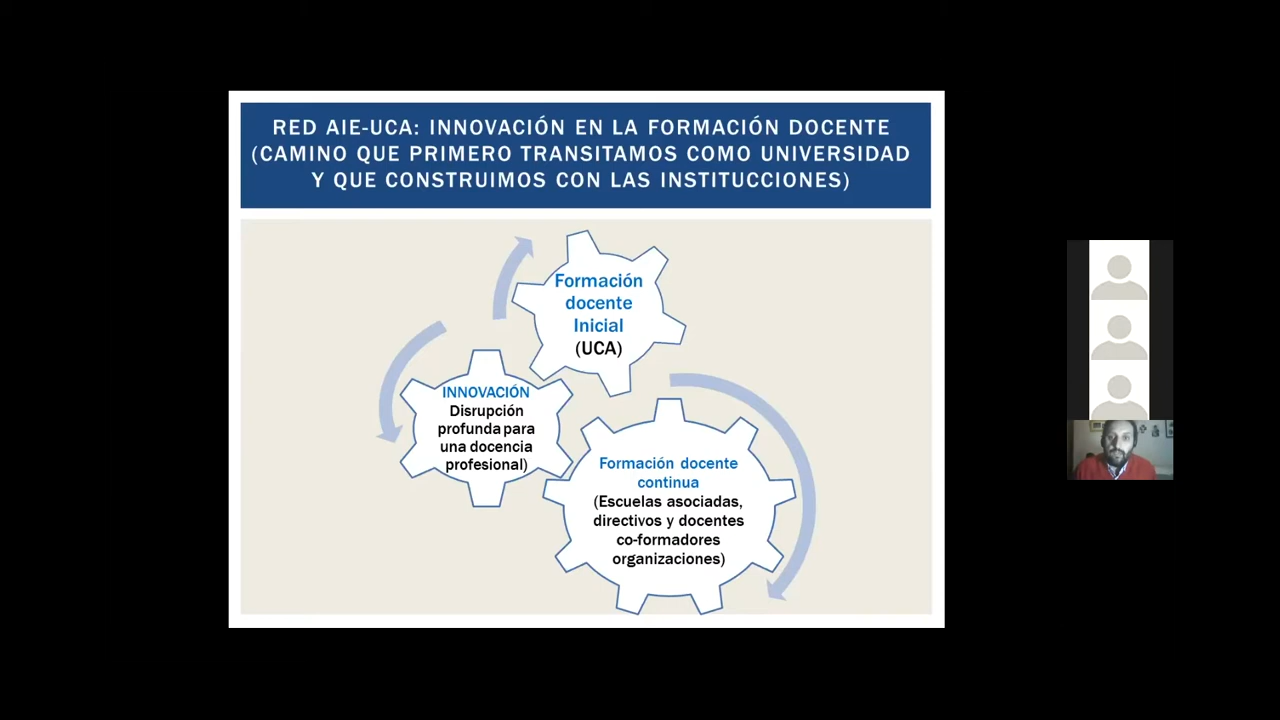 RED AIE-UCA: INNOVACIÓN EN LA FORMACIÓN DOCENTE
(CAMINO QUE PRIMERO TRANSITAMOS COMO UNIVERSIDAD
Y QUE CONSTRUIMOS CON LAS INSTITUCCIONES)
Formación
docente
Inicial
(UCA)
INNOVACIÓN
Disrupción
profunda para
una docencia
profesional)
Formación docente
continua
(Escuelas asociadas,
directivos y docentes
co-formadores
organizaciones)